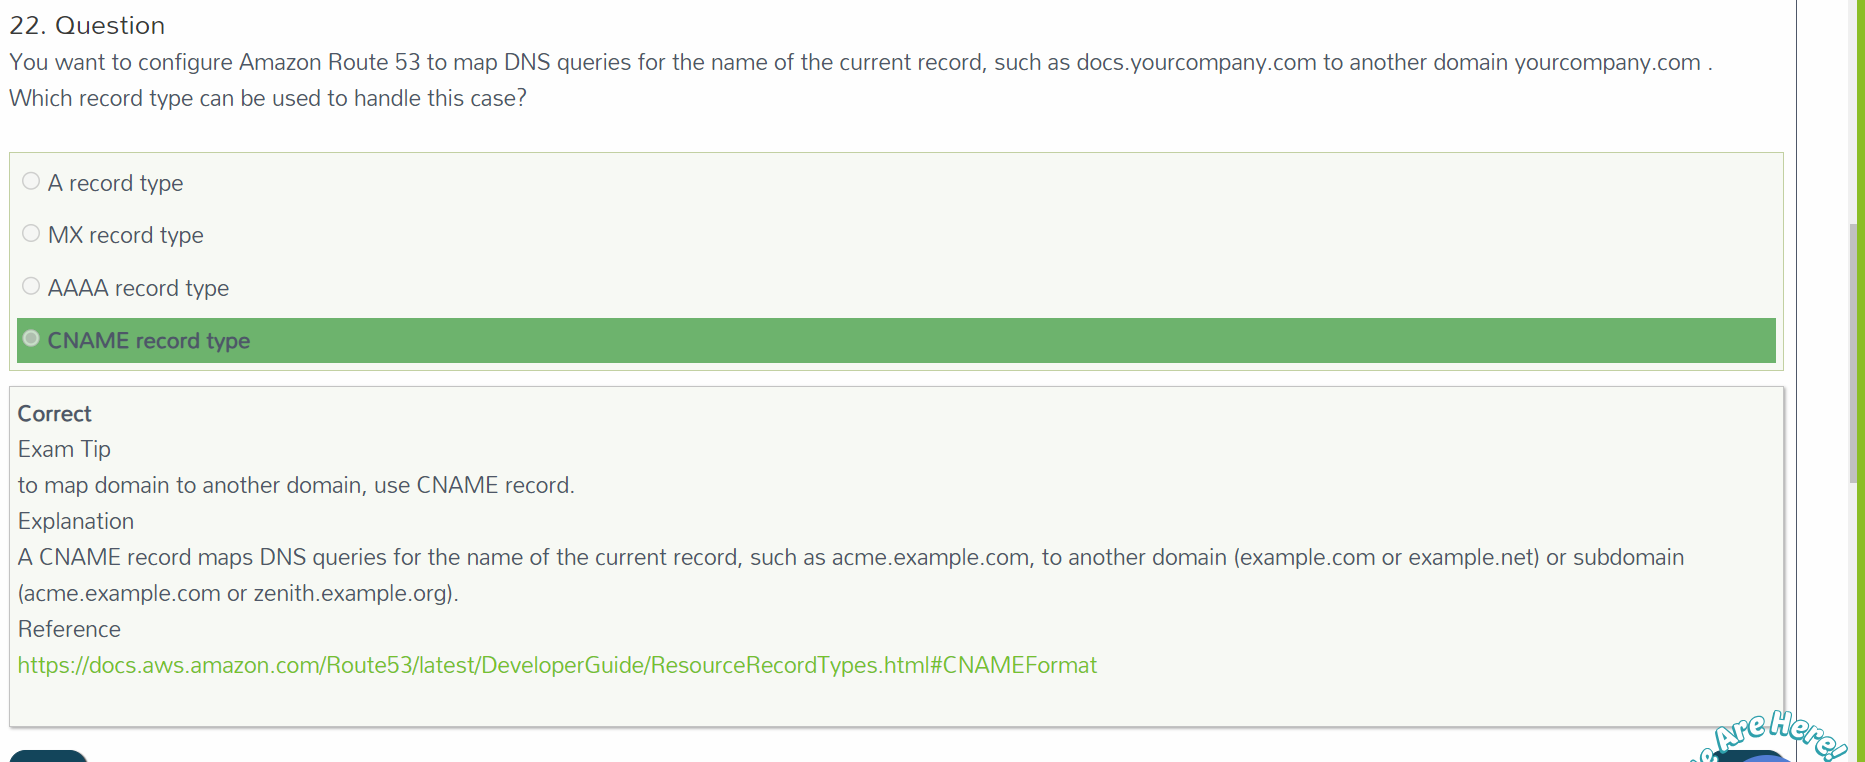 22. Question
You want to configure Amazon Route 53 to map DNS queries for the name of the current record, such as docs.yourcompany.com to another domain yourcompany.com .
Which record type can be used to handle this case?
A record type
MX record type
AAAA record type
CNAME record type
Correct
Exam Tip
to map domain to another domain, use CNAME record.
Explanation
A CNAME record maps DNS queries for the name of the current record, such as acme.example.com, to another domain (example.com or example.net) or subdomain
(acme.example.com or zenith.example.org).
Reference
https://docs.aws.amazon.com/Route53/latest/DeveloperGuide/ResourceRecordTypes.html#CNAMEFormat
Are Here!